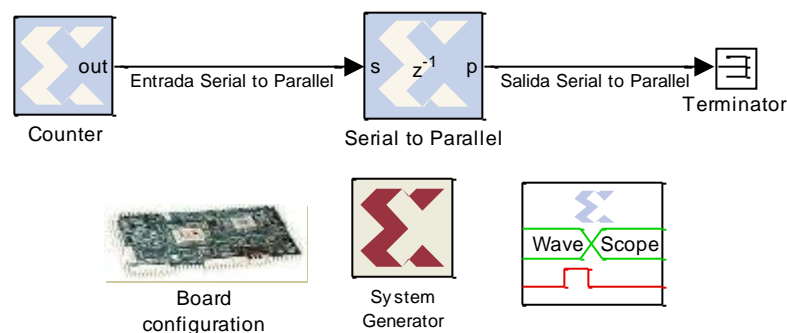 out
Entrada Serial to Parallel
s
z-1
p
Salida Serial to Parallel
Counter
Serial to Parallel
Terminator
Wave Scope
Board
configuration
System
Generator